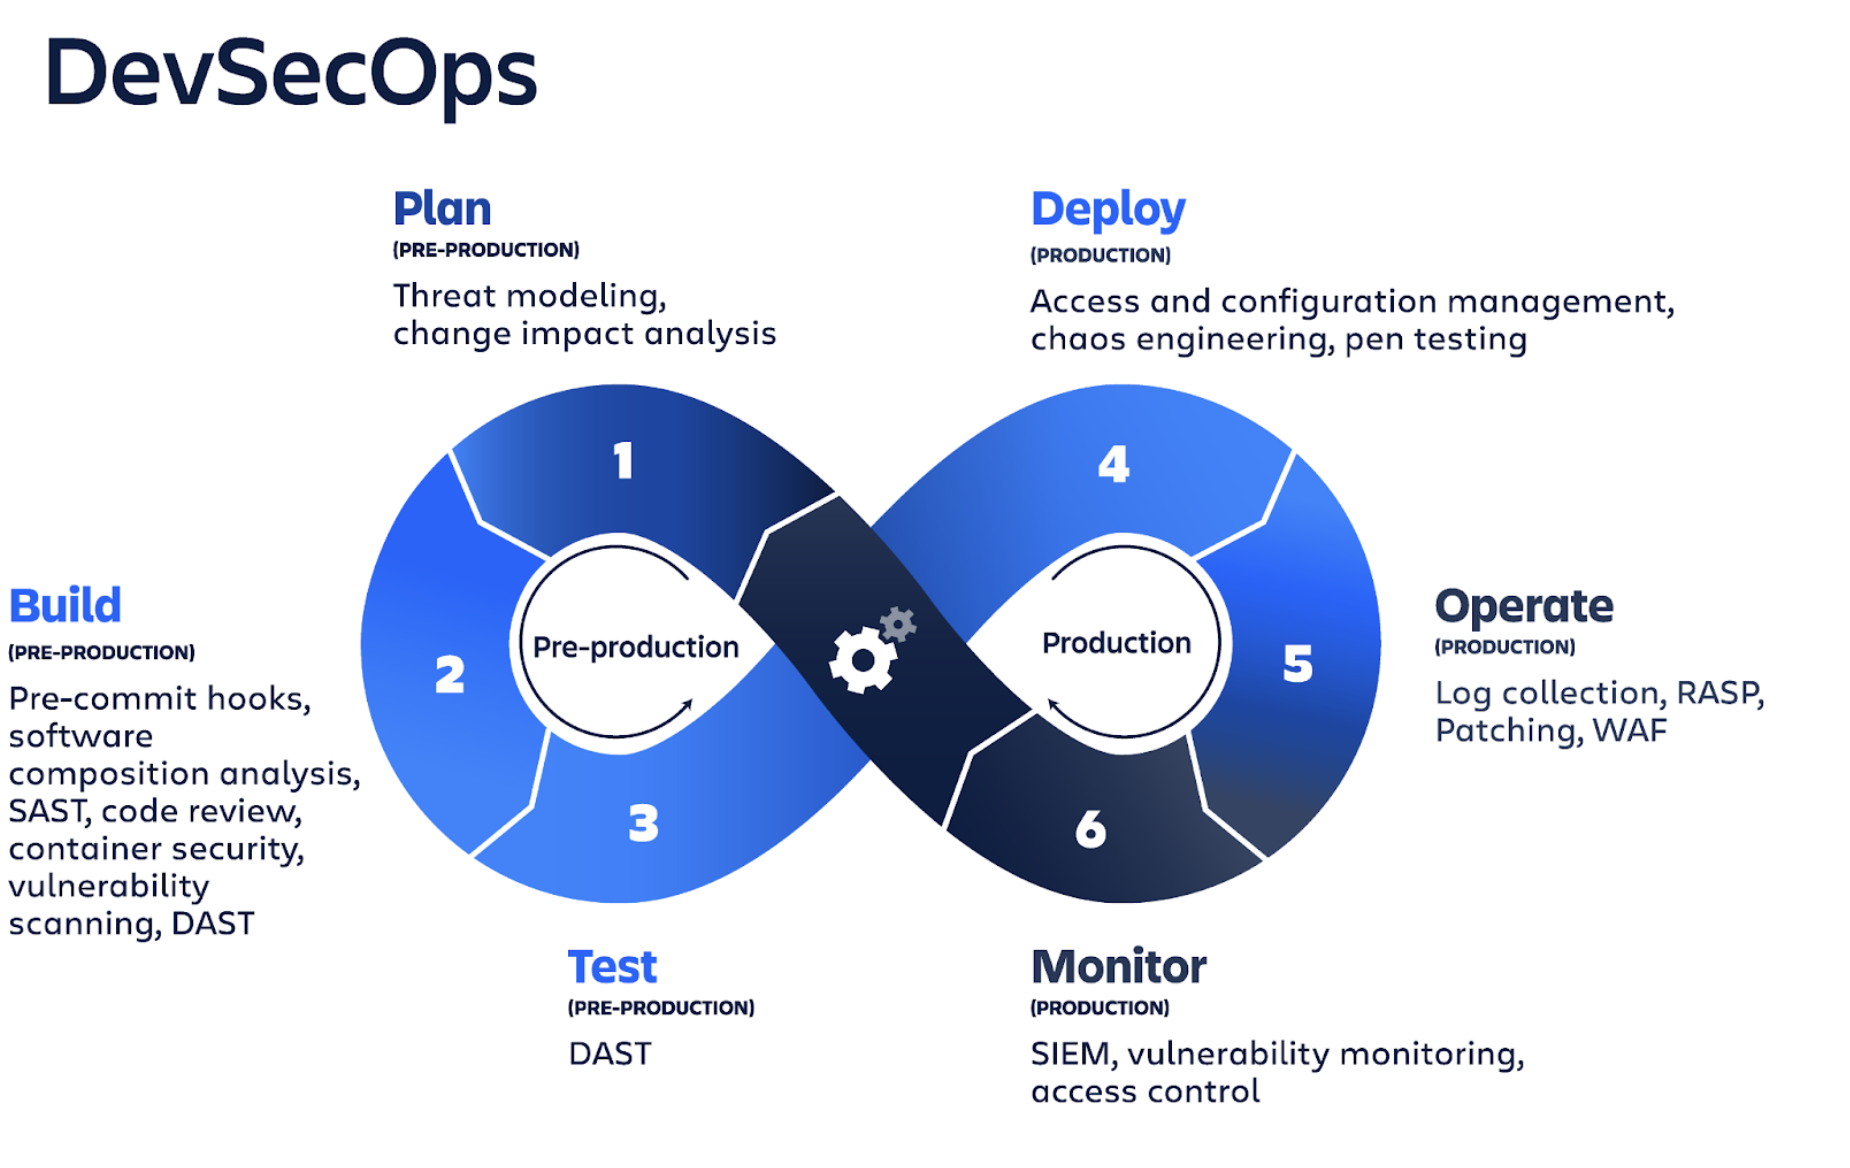 DevSecOps
Plan
(PRE-PRODUCTION)
Threat modeling,
change impact analysis
Deploy
(PRODUCTION)
Access and configuration management,
chaos engineering, pen testing
1
4
Build
(PRE-PRODUCTION)
Pre-commit hooks,
software
composition analysis,
SAST, code review,
container security,
vulnerability
scanning, DAST
2
Pre-production
Production
5
Operate
(PRODUCTION)
Log collection, RASP,
Patching, WAF
3
6
Test
(PRE-PRODUCTION)
DAST
Monitor
(PRODUCTION)
SIEM, vulnerability monitoring,
access control